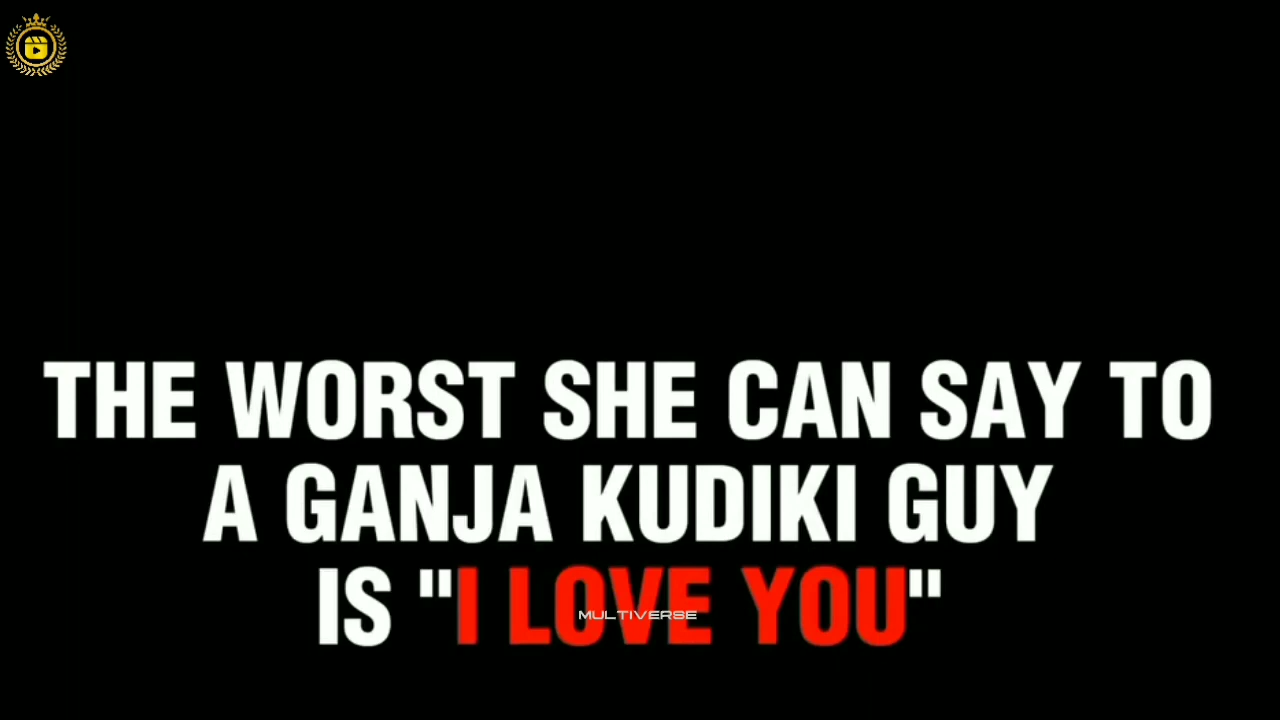 THE WORST SHE CAN SAY TO
A GANJA KUDIKI GUY
IS "I LOVE YOU"
MULTIVERSE